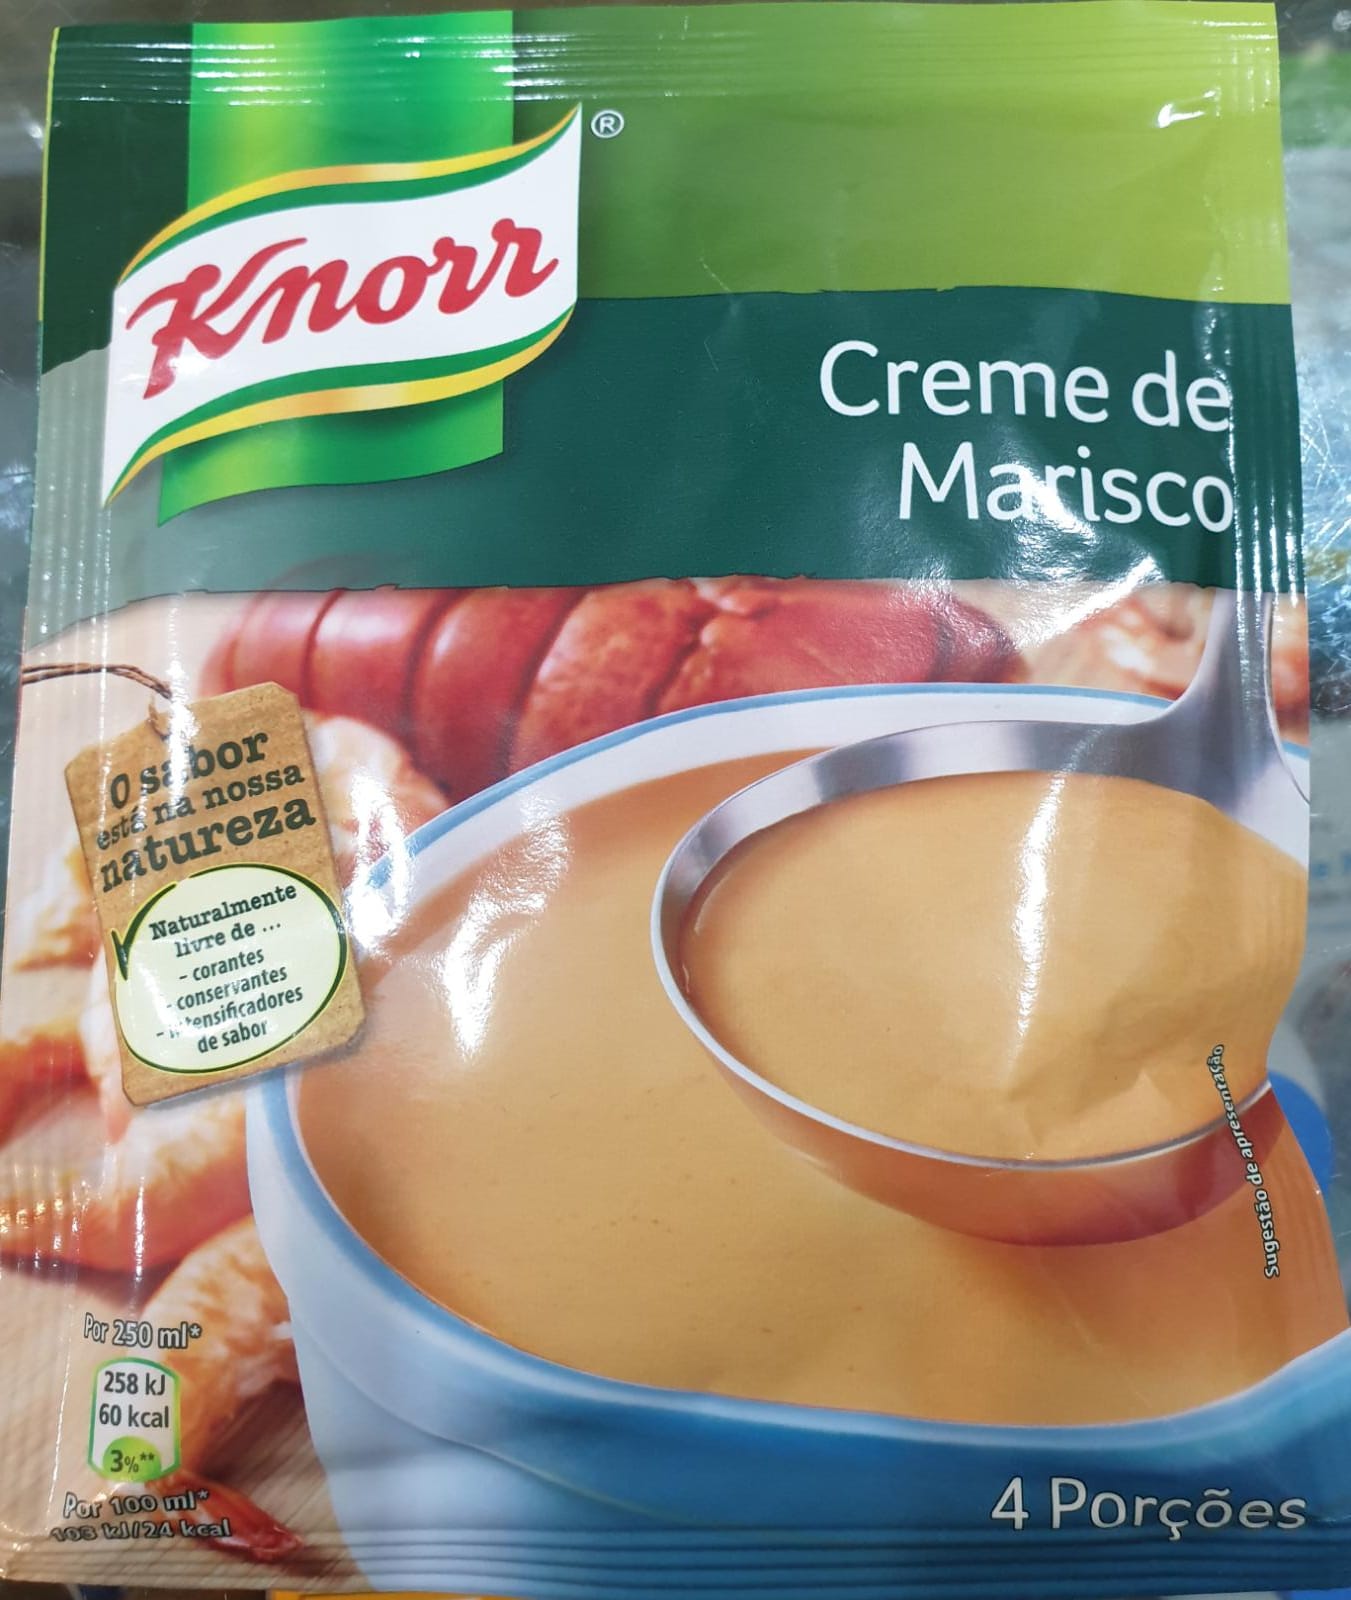 Knorr
®
Creme de
Marisco
O sabor
está na nossa
natureza
Naturalmente
livre de ...
- corantes
- conservantes
- intensificadores
de sabor
Sugestão de apresentação
Por 250 ml*
258 kJ
60 kcal
3%**
Por 100 ml*
103 kJ/24 kcal
4 Porções